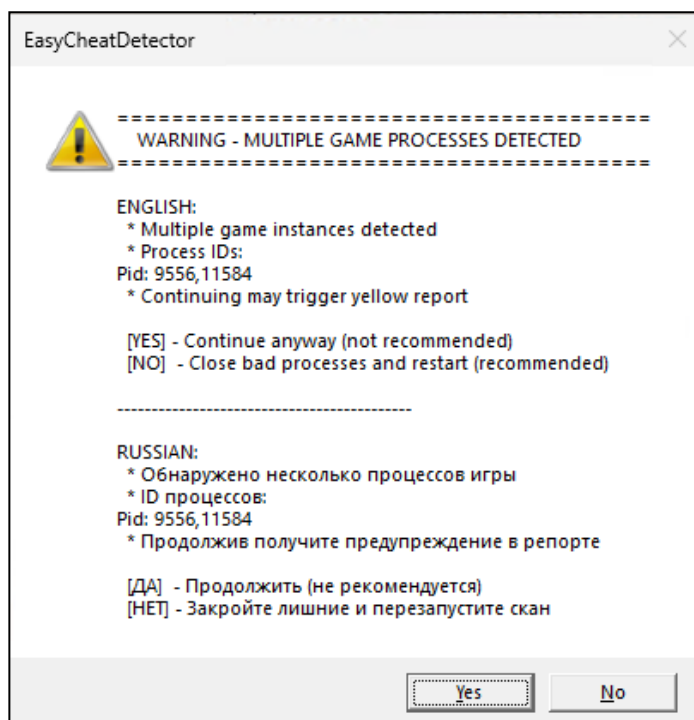 EasyCheatDetector
=======================================
WARNING - MULTIPLE GAME PROCESSES DETECTED
=======================================
ENGLISH:
* Multiple game instances detected
* Process IDs:
Pid: 9556,11584
* Continuing may trigger yellow report
[YES] - Continue anyway (not recommended)
[NO] - Close bad processes and restart (recommended)
-------------------------------------------
RUSSIAN:
* Обнаружено несколько процессов игры
* ID процессов:
Pid: 9556,11584
* Продолжив получите предупреждение в репорте
[ДА] - Продолжить (не рекомендуется)
[НЕТ] - Закройте лишние и перезапустите скан
Yes No